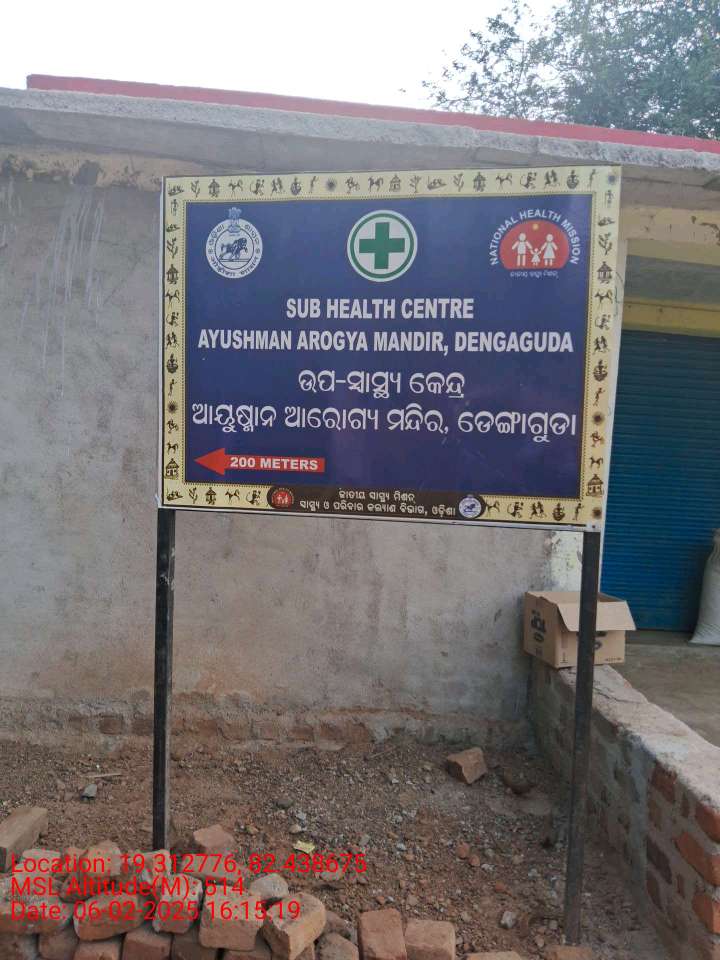 NATIONAL HEALTH MISSION
ଜାତୀୟ ସ୍ୱାସ୍ଥ୍ୟ ମିଶନ୍
SUB HEALTH CENTRE
AYUSHMAN AROGYA MANDIR, DENGAGUDA
ଉପ-ସ୍ୱାସ୍ଥ୍ୟ କେନ୍ଦ୍ର
ଆୟୁଷ୍ମାନ ଆରୋଗ୍ୟ ମନ୍ଦିର, ଡେଙ୍ଗାଗୁଡା
200 METERS
ଜାତୀୟ ସ୍ୱାସ୍ଥ୍ୟ ମିଶନ୍
ସ୍ୱାସ୍ଥ୍ୟ ଓ ପରିବାର କଲ୍ୟାଣ ବିଭାଗ, ଓଡ଼ିଶା
Location: 19.312776, 82.438675
MSL Altitude(M): 514
Date: 06-02-2025 16:15:19